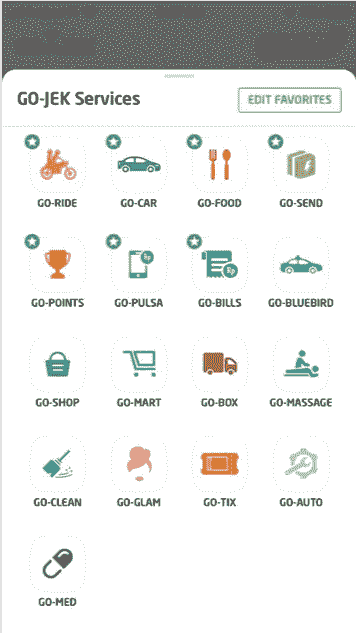 GO-JEK Services
EDIT FAVORITES
GO-RIDE GO-CAR GO-FOOD GO-SEND
Rp Rp
GO-POINTS GO-PULSA GO-BILLS GO-BLUEBIRD
GO-SHOP GO-MART GO-BOX GO-MASSAGE
GO-CLEAN GO-GLAM GO-TIX GO-AUTO
GO-MED